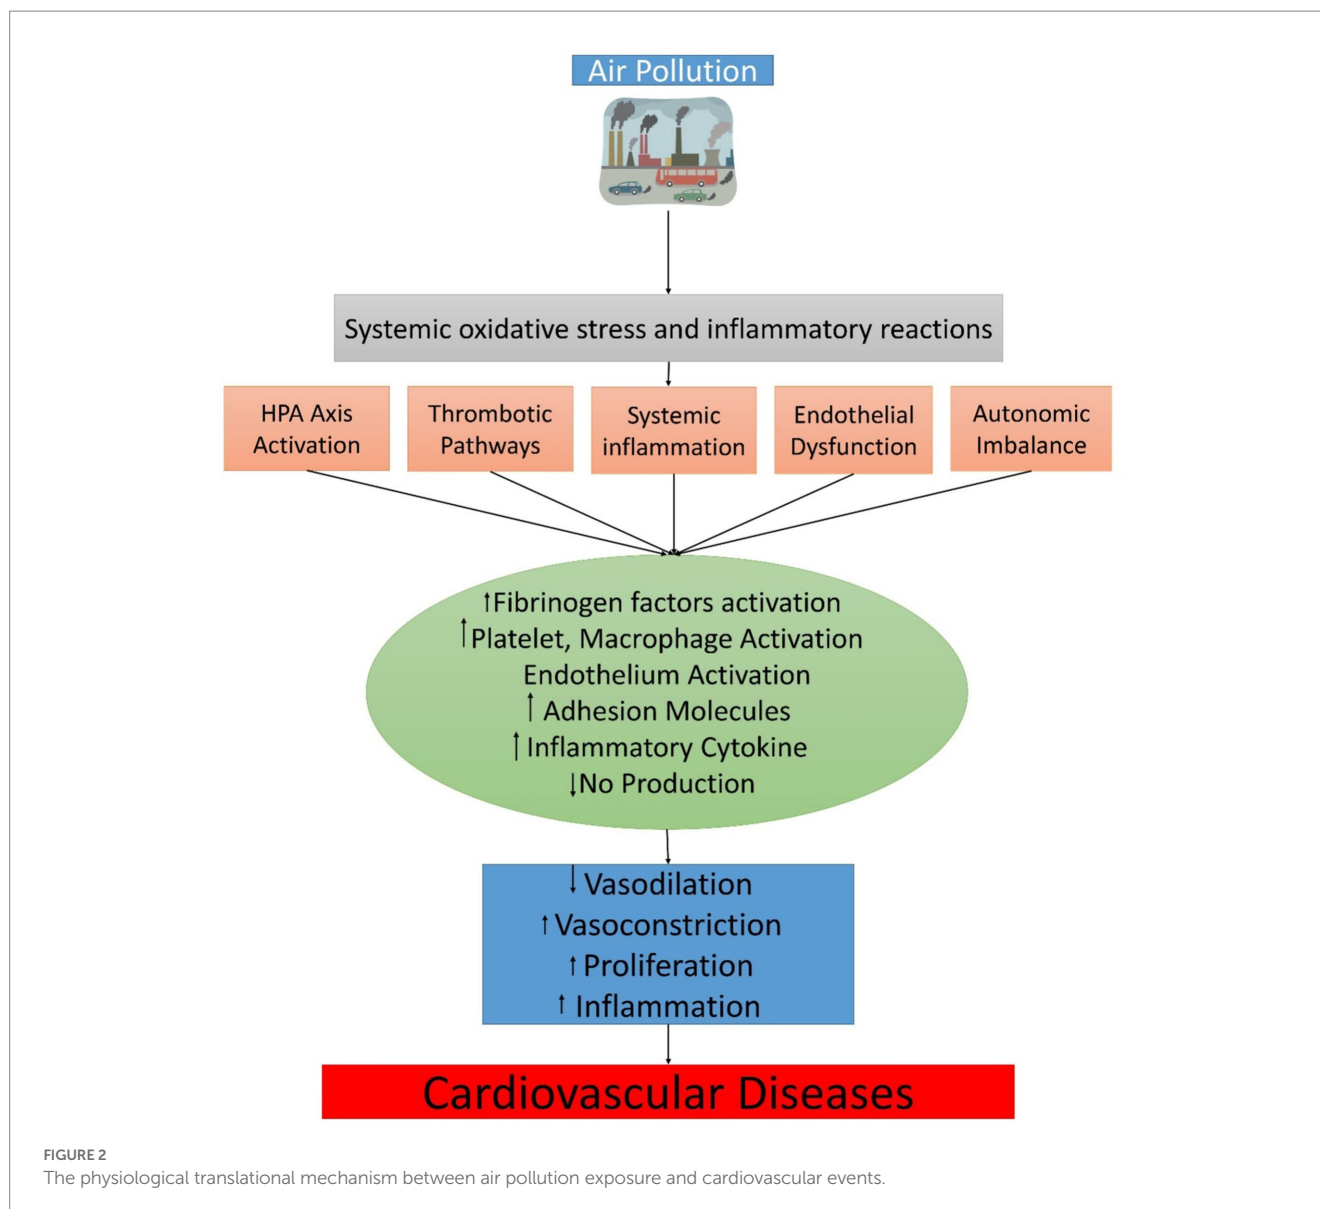 Air Pollution
Systemic oxidative stress and inflammatory reactions
HPA Axis
Activation
Thrombotic
Pathways
Systemic
inflammation
Endothelial
Dysfunction
Autonomic
Imbalance
↑Fibrinogen factors activation
↑Platelet, Macrophage Activation
Endothelium Activation
↑ Adhesion Molecules
↑ Inflammatory Cytokine
↓No Production
↓ Vasodilation
↑Vasoconstriction
↑ Proliferation
↑ Inflammation
Cardiovascular Diseases
FIGURE 2
The physiological translational mechanism between air pollution exposure and cardiovascular events.